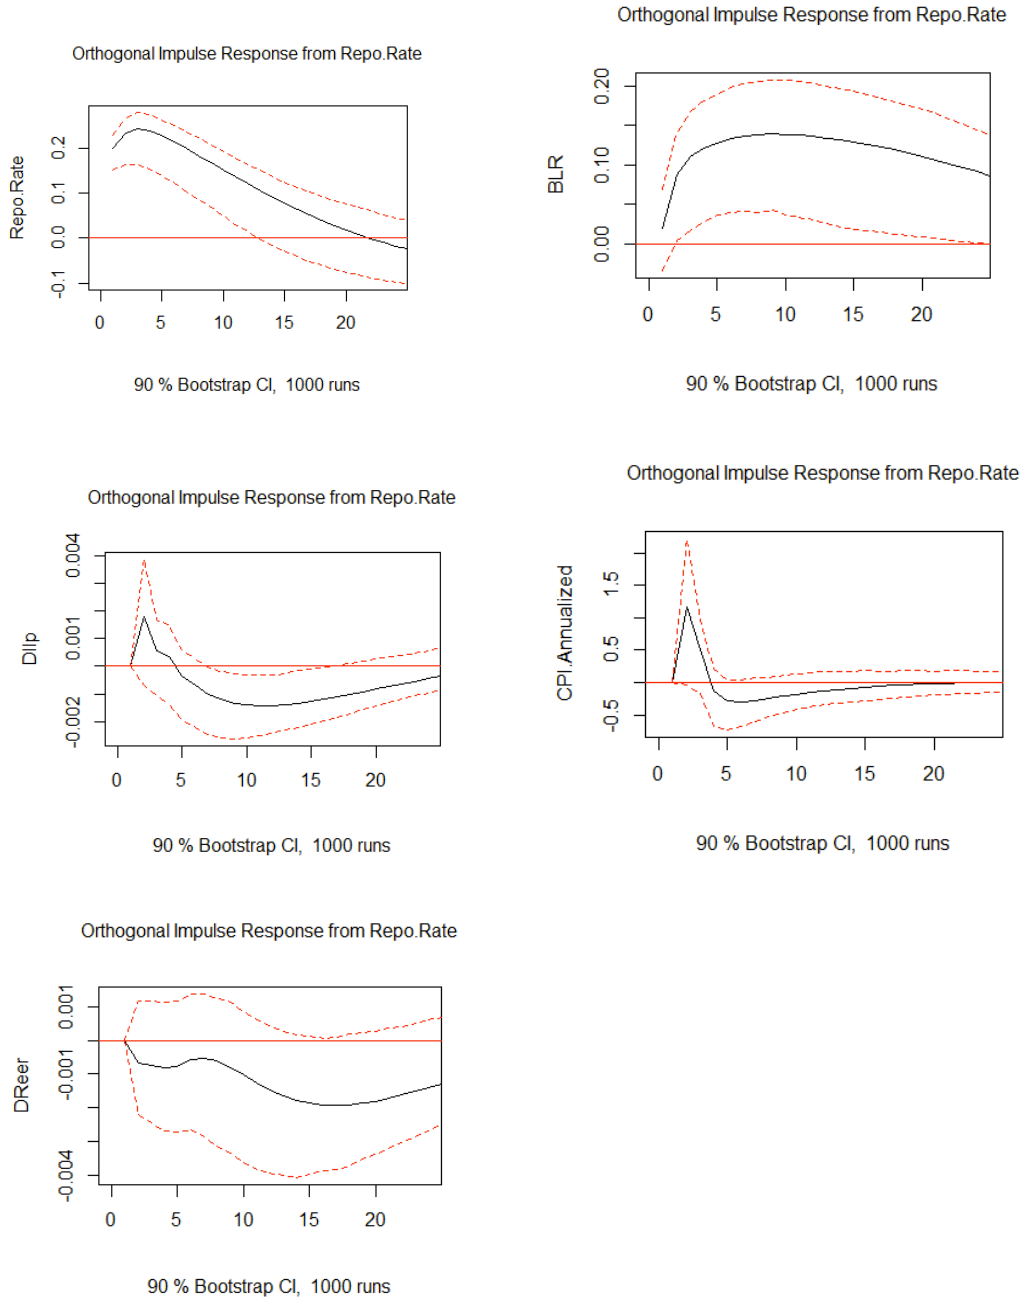 Orthogonal Impulse Response from Repo.Rate
Repo.Rate
0.2
0.1
0.0
-0.1
0 5 10 15 20
90 % Bootstrap CI, 1000 runs
Orthogonal Impulse Response from Repo.Rate
BLR
0.20
0.10
0.00
0 5 10 15 20
90 % Bootstrap CI, 1000 runs
Orthogonal Impulse Response from Repo.Rate
DIIp
0.004
0.001
-0.002
0 5 10 15 20
90 % Bootstrap CI, 1000 runs
Orthogonal Impulse Response from Repo.Rate
CPI.Annualized
1.5
0.5
-0.5
0 5 10 15 20
90 % Bootstrap CI, 1000 runs
Orthogonal Impulse Response from Repo.Rate
DReer
0.001
-0.001
-0.004
0 5 10 15 20
90 % Bootstrap CI, 1000 runs